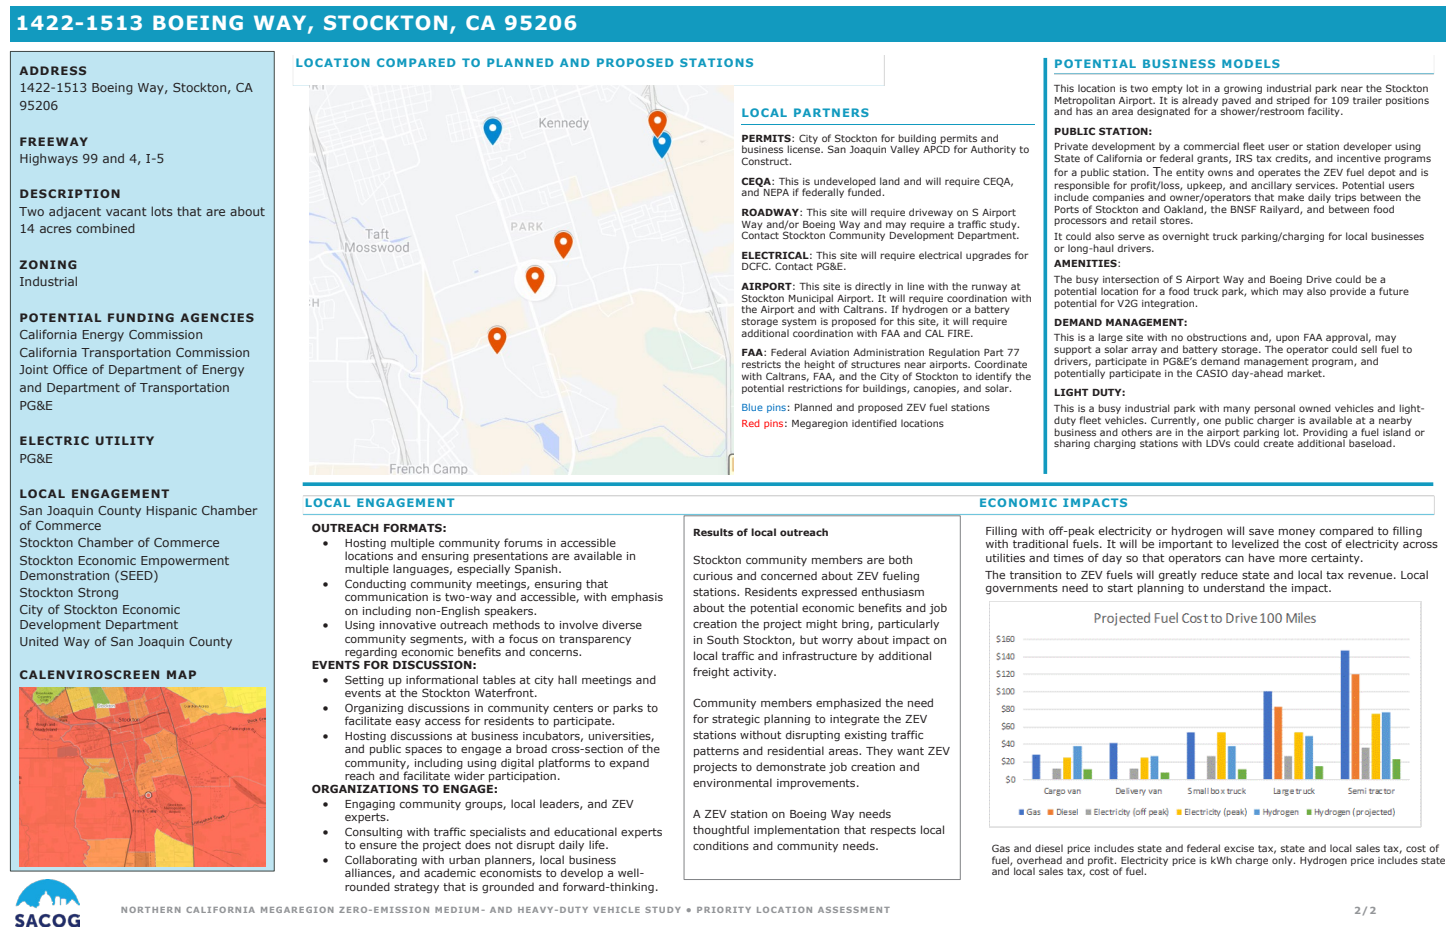 1422-1513 BOEING WAY, STOCKTON, CA 95206
ADDRESS
1422-1513 Boeing Way, Stockton, CA
95206
FREEWAY
Highways 99 and 4, I-5
DESCRIPTION
Two adjacent vacant lots that are about
14 acres combined
ZONING
Industrial
POTENTIAL FUNDING AGENCIES
California Energy Commission
California Transportation Commission
Joint Office of Department of Energy
and Department of Transportation
PG&E
ELECTRIC UTILITY
PG&E
LOCAL ENGAGEMENT
San Joaquin County Hispanic Chamber
of Commerce
Stockton Chamber of Commerce
Stockton Economic Empowerment
Demonstration (SEED)
Stockton Strong
City of Stockton Economic
Development Department
United Way of San Joaquin County
CALENVIROSCREEN MAP
SACOG
LOCATION COMPARED TO PLANNED AND PROPOSED STATIONS
Kennedy
PARK
Taft
Mosswood
French Camp
LOCAL PARTNERS
PERMITS: City of Stockton for building permits and
business license. San Joaquin Valley APCD for Authority to
Construct.
CEQA: This is undeveloped land and will require CEQA,
and NEPA if federally funded.
ROADWAY: This site will require driveway on S Airport
Way and/or Boeing Way and may require a traffic study.
Contact Stockton Community Development Department.
ELECTRICAL: This site will require electrical upgrades for
DCFC. Contact PG&E.
AIRPORT: This site is directly in line with the runway at
Stockton Municipal Airport. It will require coordination with
the Airport and with Caltrans. If hydrogen or a battery
storage system is proposed for this site, it will require
additional coordination with FAA and CAL FIRE.
FAA: Federal Aviation Administration Regulation Part 77
restricts the height of structures near airports. Coordinate
with Caltrans, FAA, and the City of Stockton to identify the
potential restrictions for buildings, canopies, and solar.
Blue pins: Planned and proposed ZEV fuel stations
Red pins: Megaregion identified locations
POTENTIAL BUSINESS MODELS
This location is two empty lot in a growing industrial park near the Stockton
Metropolitan Airport. It is already paved and striped for 109 trailer positions
and has an area designated for a shower/restroom facility.
PUBLIC STATION:
Private development by a commercial fleet user or station developer using
State of California or federal grants, IRS tax credits, and incentive programs
for a public station. The entity owns and operates the ZEV fuel depot and is
responsible for profit/loss, upkeep, and ancillary services. Potential users
include companies and owner/operators that make daily trips between the
Ports of Stockton and Oakland, the BNSF Railyard, and between food
processors and retail stores.
It could also serve as overnight truck parking/charging for local businesses
or long-haul drivers.
AMENITIES:
The busy intersection of S Airport Way and Boeing Drive could be a
potential location for a food truck park, which may also provide a future
potential for V2G integration.
DEMAND MANAGEMENT:
This is a large site with no obstructions and, upon FAA approval, may
support a solar array and battery storage. The operator could sell fuel to
drivers, participate in PG&E's demand management program, and
potentially participate in the CASIO day-ahead market.
LIGHT DUTY:
This is a busy industrial park with many personal owned vehicles and light-
duty fleet vehicles. Currently, one public charger is available at a nearby
business and others are in the airport parking lot. Providing a fuel island or
sharing charging stations with LDVs could create additional baseload.
LOCAL ENGAGEMENT
OUTREACH FORMATS:
• Hosting multiple community forums in accessible
locations and ensuring presentations are available in
multiple languages, especially Spanish.
• Conducting community meetings, ensuring that
communication is two-way and accessible, with emphasis
on including non-English speakers.
• Using innovative outreach methods to involve diverse
community segments, with a focus on transparency
regarding economic benefits and concerns.
EVENTS FOR DISCUSSION:
• Setting up informational tables at city hall meetings and
events at the Stockton Waterfront.
• Organizing discussions in community centers or parks to
facilitate easy access for residents to participate.
• Hosting discussions at business incubators, universities,
and public spaces to engage a broad cross-section of the
community, including using digital platforms to expand
reach and facilitate wider participation.
ORGANIZATIONS TO ENGAGE:
• Engaging community groups, local leaders, and ZEV
experts.
• Consulting with traffic specialists and educational experts
to ensure the project does not disrupt daily life.
• Collaborating with urban planners, local business
alliances, and academic economists to develop a well-
rounded strategy that is grounded and forward-thinking.
Results of local outreach
Stockton community members are both
curious and concerned about ZEV fueling
stations. Residents expressed enthusiasm
about the potential economic benefits and job
creation the project might bring, particularly
in South Stockton, but worry about impact on
local traffic and infrastructure by additional
freight activity.
Community members emphasized the need
for strategic planning to integrate the ZEV
stations without disrupting existing traffic
patterns and residential areas. They want ZEV
projects to demonstrate job creation and
environmental improvements.
A ZEV station on Boeing Way needs
thoughtful implementation that respects local
conditions and community needs.
ECONOMIC IMPACTS
Filling with off-peak electricity or hydrogen will save money compared to filling
with traditional fuels. It will be important to levelized the cost of electricity across
utilities and times of day so that operators can have more certainty.
The transition to ZEV fuels will greatly reduce state and local tax revenue. Local
governments need to start planning to understand the impact.
Projected Fuel Cost to Drive 100 Miles
$160
$140
$120
$100
$80
$60
$40
$20
$0
Cargo van Delivery van Small box truck Large truck Semi tractor
Gas Diesel Electricity (off peak) Electricity (peak) Hydrogen Hydrogen (projected)
Gas and diesel price includes state and federal excise tax, state and local sales tax, cost of
fuel, overhead and profit. Electricity price is kWh charge only. Hydrogen price includes state
and local sales tax, cost of fuel.
NORTHERN CALIFORNIA MEGAREGION ZERO-EMISSION MEDIUM- AND HEAVY-DUTY VEHICLE STUDY • PRIORITY LOCATION ASSESSMENT
2/2